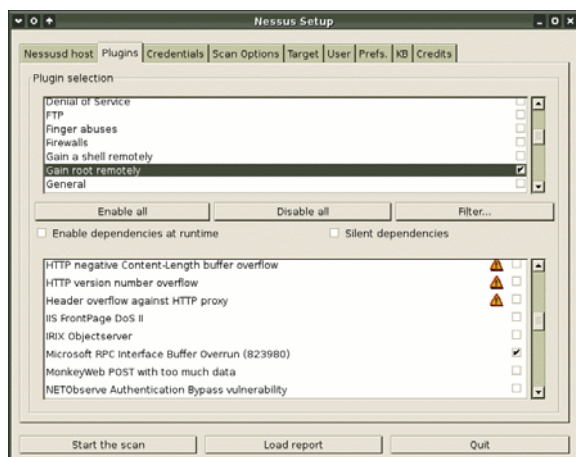 Nessus Setup
Nessusd host Plugins Credentials Scan Options Target User Prefs. KB Credits
Plugin selection
Denial of Service
FTP
Finger abuses
Firewalls
Gain a shell remotely
Gain root remotely
General
Enable all Disable all Filter...
Enable dependencies at runtime Silent dependencies
HTTP negative Content-Length buffer overflow
HTTP version number overflow
Header overflow against HTTP proxy
IIS FrontPage DoS II
IRIX Objectserver
Microsoft RPC Interface Buffer Overrun (823980)
MonkeyWeb POST with too much data
NETObserve Authentication Bypass vulnerability
Start the scan Load report Quit